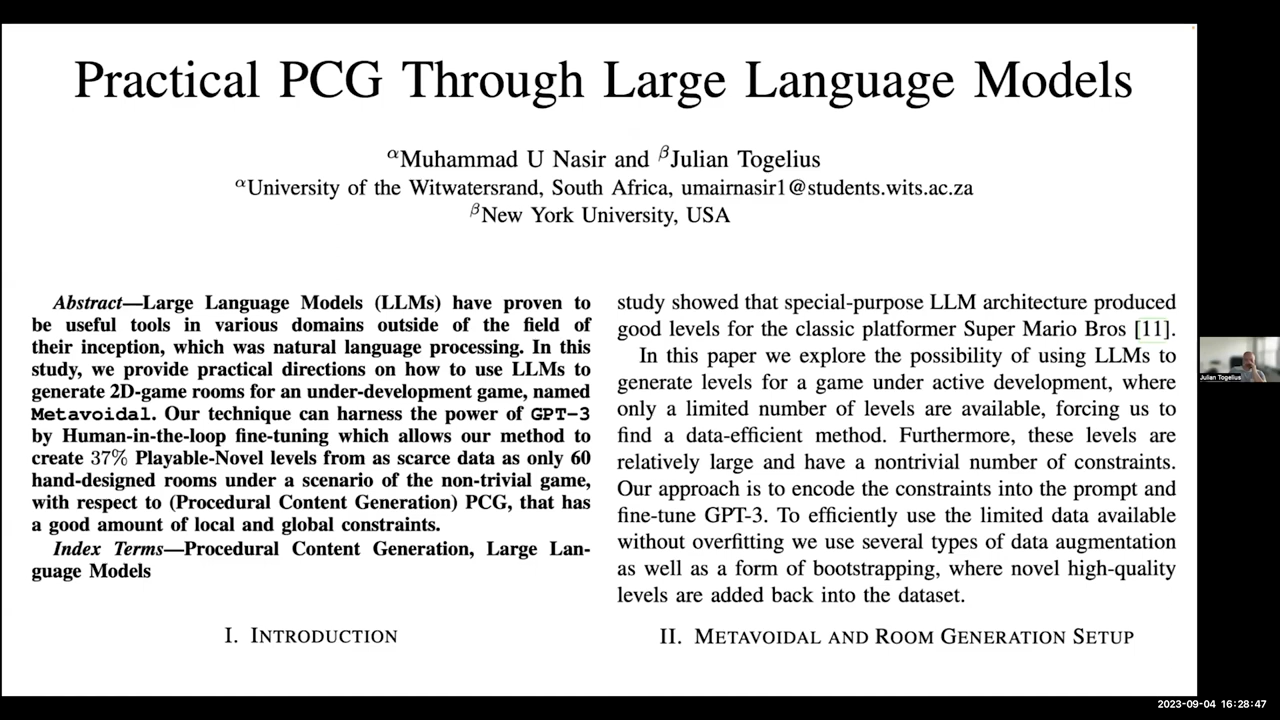 Practical PCG Through Large Language Models
αMuhammad U Nasir and βJulian Togelius
αUniversity of the Witwatersrand, South Africa, umairnasir1@students.wits.ac.za
βNew York University, USA
Abstract—Large Language Models (LLMs) have proven to
be useful tools in various domains outside of the field of
their inception, which was natural language processing. In this
study, we provide practical directions on how to use LLMs to
generate 2D-game rooms for an under-development game, named
Metavoidal. Our technique can harness the power of GPT-3
by Human-in-the-loop fine-tuning which allows our method to
create 37% Playable-Novel levels from as scarce data as only 60
hand-designed rooms under a scenario of the non-trivial game,
with respect to (Procedural Content Generation) PCG, that has
a good amount of local and global constraints.
Index Terms—Procedural Content Generation, Large Lan-
guage Models
I. INTRODUCTION
study showed that special-purpose LLM architecture produced
good levels for the classic platformer Super Mario Bros [11].
In this paper we explore the possibility of using LLMs to
generate levels for a game under active development, where
only a limited number of levels are available, forcing us to
find a data-efficient method. Furthermore, these levels are
relatively large and have a nontrivial number of constraints.
Our approach is to encode the constraints into the prompt and
fine-tune GPT-3. To efficiently use the limited data available
without overfitting we use several types of data augmentation
as well as a form of bootstrapping, where novel high-quality
levels are added back into the dataset.
II. METAVOIDAL AND ROOM GENERATION SETUP
Julian Togelius
2023-09-04 16:28:47